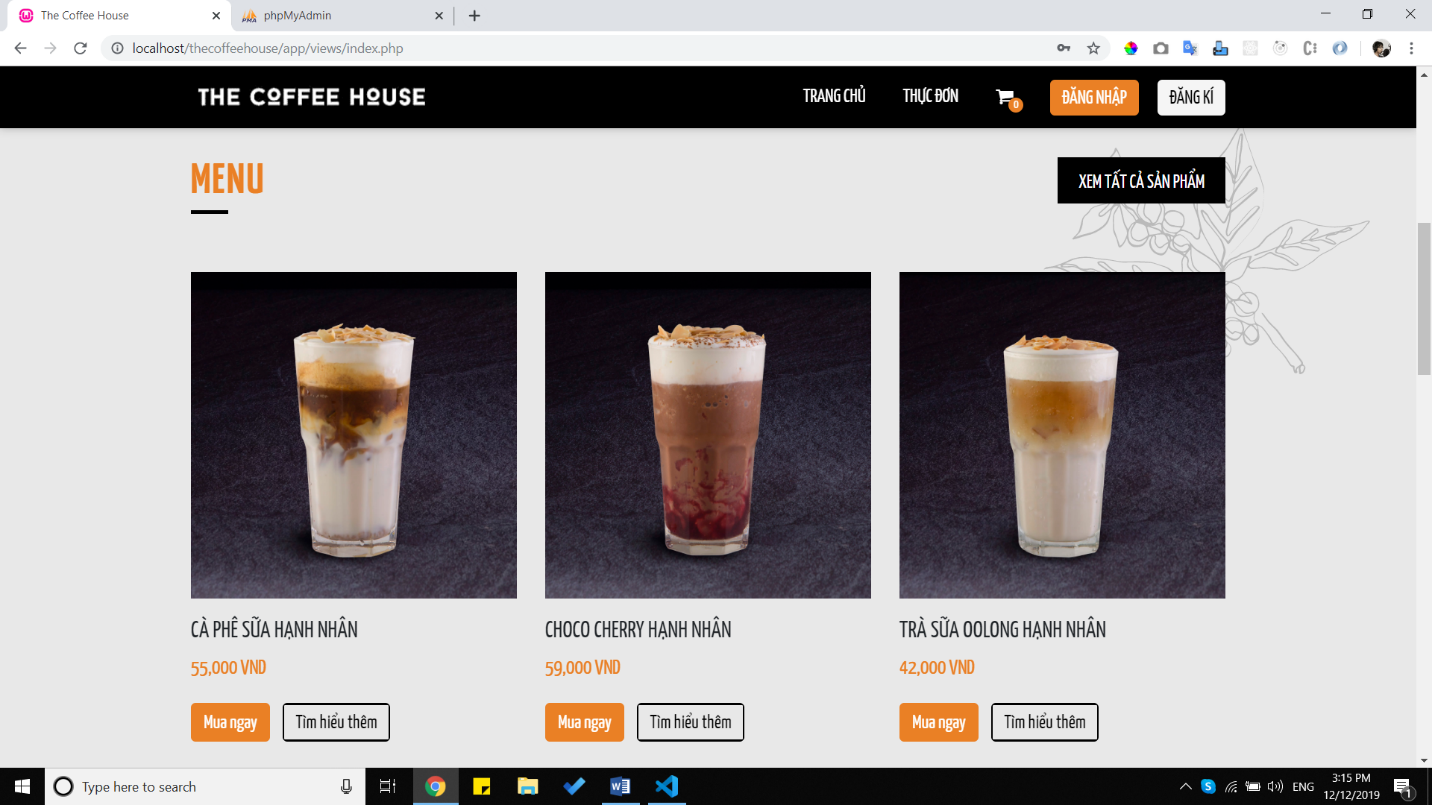 The Coffee House
phpMyAdmin
localhost/thecoffeehouse/app/views/index.php
THE COFFEE HOUSE
TRANG CHỦ
THỰC ĐƠN
0
ĐĂNG NHẬP
ĐĂNG KÍ
MENU
XEM TẤT CẢ SẢN PHẨM
CÀ PHÊ SỮA HẠNH NHÂN
55,000 VND
Mua ngay
Tìm hiểu thêm
CHOCO CHERRY HẠNH NHÂN
59,000 VND
Mua ngay
Tìm hiểu thêm
TRÀ SỮA OOLONG HẠNH NHÂN
42,000 VND
Mua ngay
Tìm hiểu thêm
Type here to search
ENG
3:15 PM
12/12/2019
1